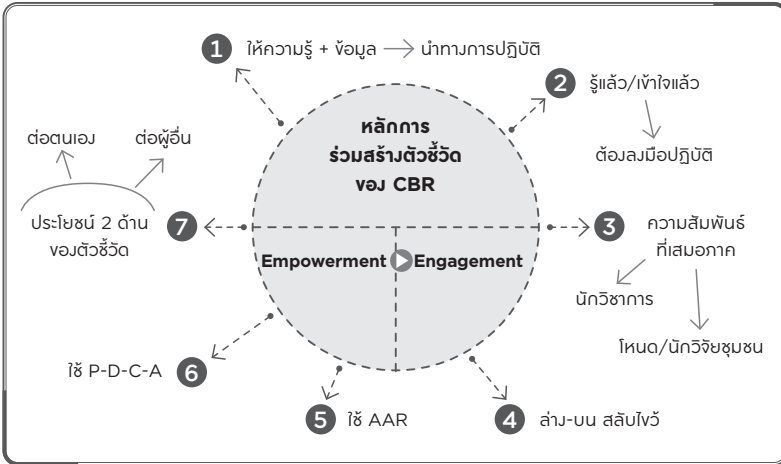 หลักการ
ร่วมสร้างตัวชี้วัด
ของ CBR
Empowerment Engagement
1 ให้ความรู้ + ข้อมูล → นำทางการปฏิบัติ
2 รู้แล้ว/เข้าใจแล้ว
ต้องลงมือปฏิบัติ
3 ความสัมพันธ์
ที่เสมอภาค
นักวิชาการ
โหนด/นักวิจัยชุมชน
4 ล่าง-บน สลับไขว้
5 ใช้ AAR
6 ใช้ P-D-C-A
7 ประโยชน์ 2 ด้าน
ของตัวชี้วัด
ต่อตนเอง
ต่อผู้อื่น